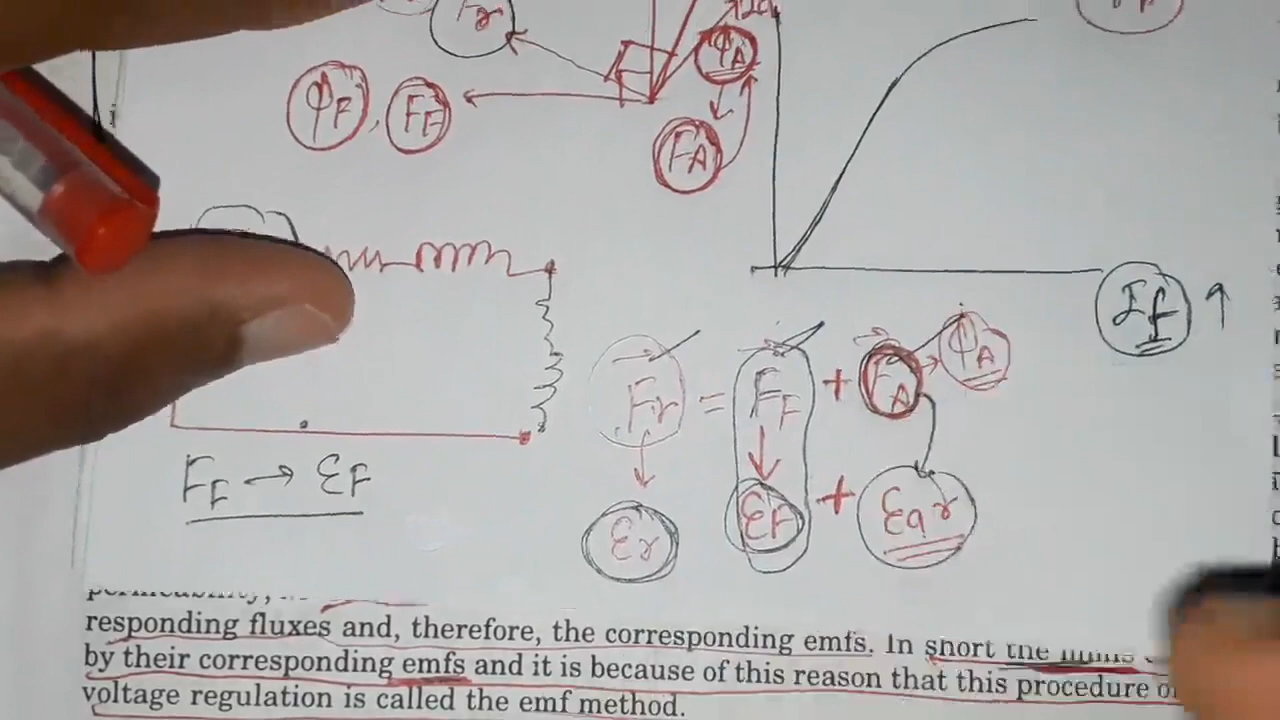 Fr
φA
φF, FF
FA
If ↑
Fr = FF + FA → φA
FF → EF
Er EF + Ear
responding fluxes and, therefore, the corresponding emfs. In short the mmfs
by their corresponding emfs and it is because of this reason that this procedure
voltage regulation is called the emf method.